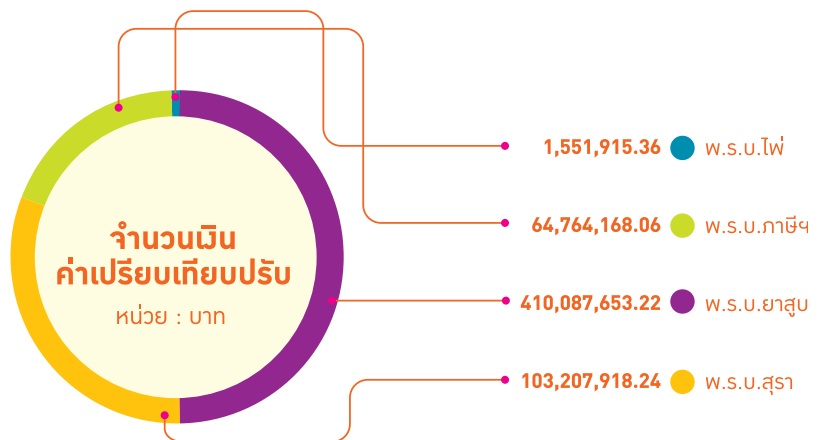 จำนวนเงิน
ค่าเปรียบเทียบปรับ
หน่วย : บาท
1,551,915.36 พ.ร.บ.ไพ่
64,764,168.06 พ.ร.บ.ภาษีฯ
410,087,653.22 พ.ร.บ.ยาสูบ
103,207,918.24 พ.ร.บ.สุรา